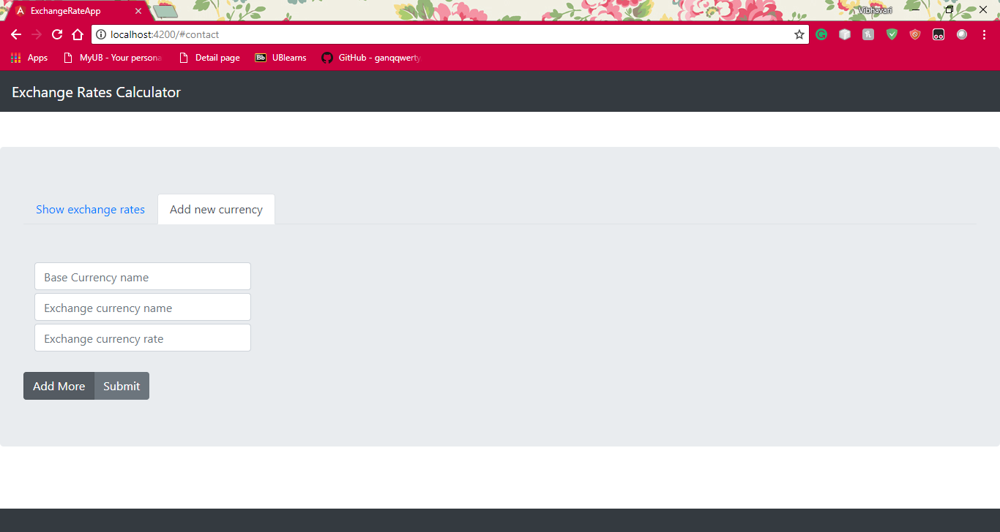 ExchangeRateApp
Vibhavari
localhost:4200/#contact
Apps
MyUB - Your persona
Detail page
Bb UBlearns
GitHub - ganqqwerty
Exchange Rates Calculator
Show exchange rates
Add new currency
Base Currency name
Exchange currency name
Exchange currency rate
Add More
Submit